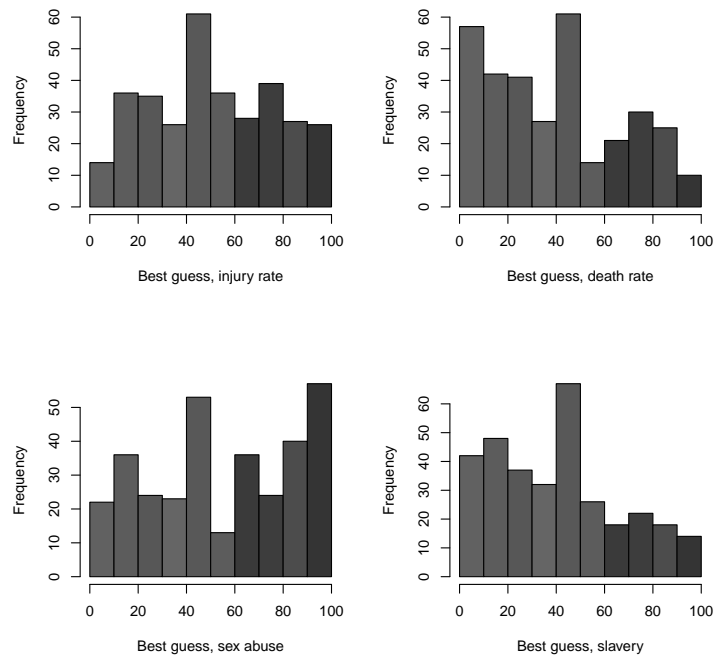 Frequency
0 10 20 30 40 50 60
0 20 40 60 80 100
Best guess, injury rate
Frequency
0 10 20 30 40 50 60
0 20 40 60 80 100
Best guess, death rate
Frequency
0 10 20 30 40 50
0 20 40 60 80 100
Best guess, sex abuse
Frequency
0 10 20 30 40 50 60
0 20 40 60 80 100
Best guess, slavery